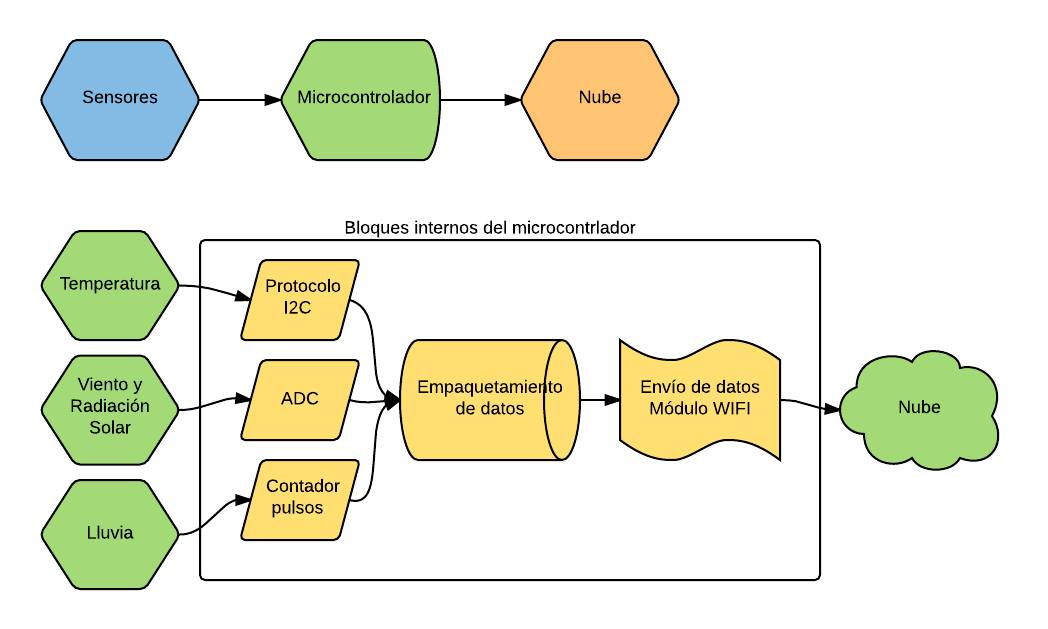 Sensores
Microcontrolador
Nube
Bloques internos del microcontrlador
Temperatura
Protocolo
I2C
Viento y
Radiación
Solar
ADC
Empaquetamiento
de datos
Envío de datos
Módulo WIFI
Nube
Lluvia
Contador
pulsos